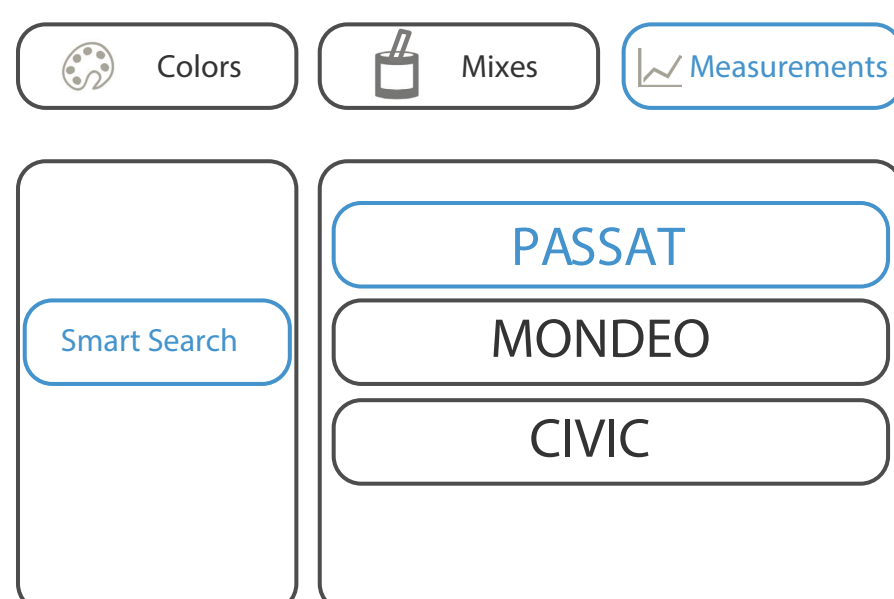 Colors
Mixes
Measurements
Smart Search
PASSAT
MONDEO
CIVIC